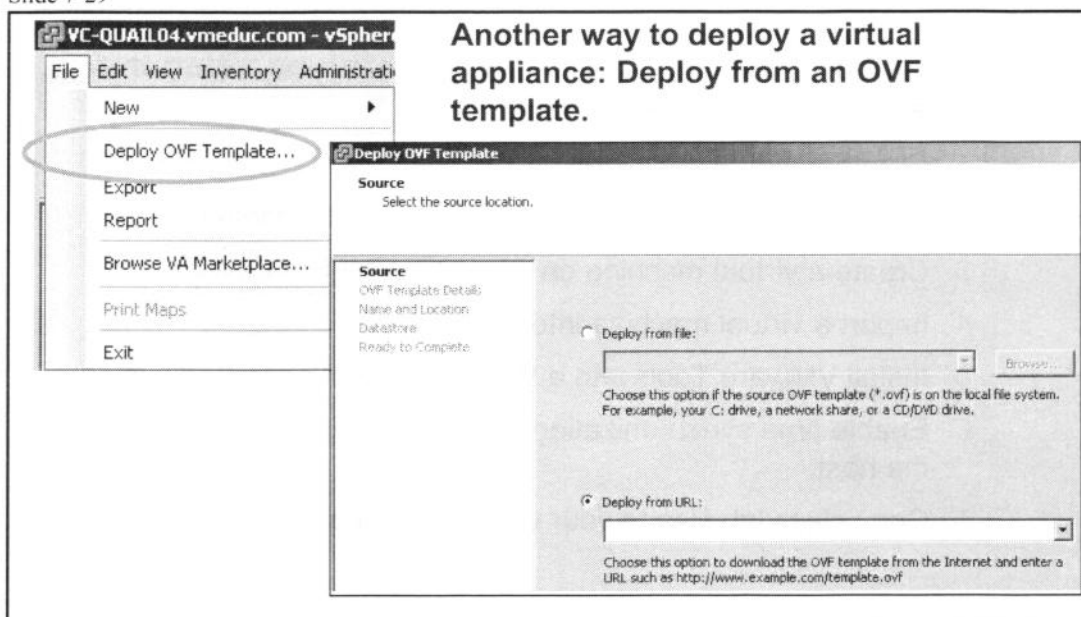 VC-QUAIL04.vmeduc.com - vSpher
File Edit View Inventory Administrati
New
Deploy OVF Template...
Export
Report
Browse VA Marketplace...
Print Maps
Exit
Another way to deploy a virtual
appliance: Deploy from an OVF
template.
Deploy OVF Template
Source
Select the source location.
Source
OVF Template Details
Name and Location
Datastore
Ready to Complete
Deploy from file:
Browse...
Choose this option if the source OVF template (*.ovf) is on the local file system.
For example, your C: drive, a network share, or a CD/DVD drive.
Deploy from URL:
Choose this option to download the OVF template from the Internet and enter a
URL such as http://www.example.com/template.ovf